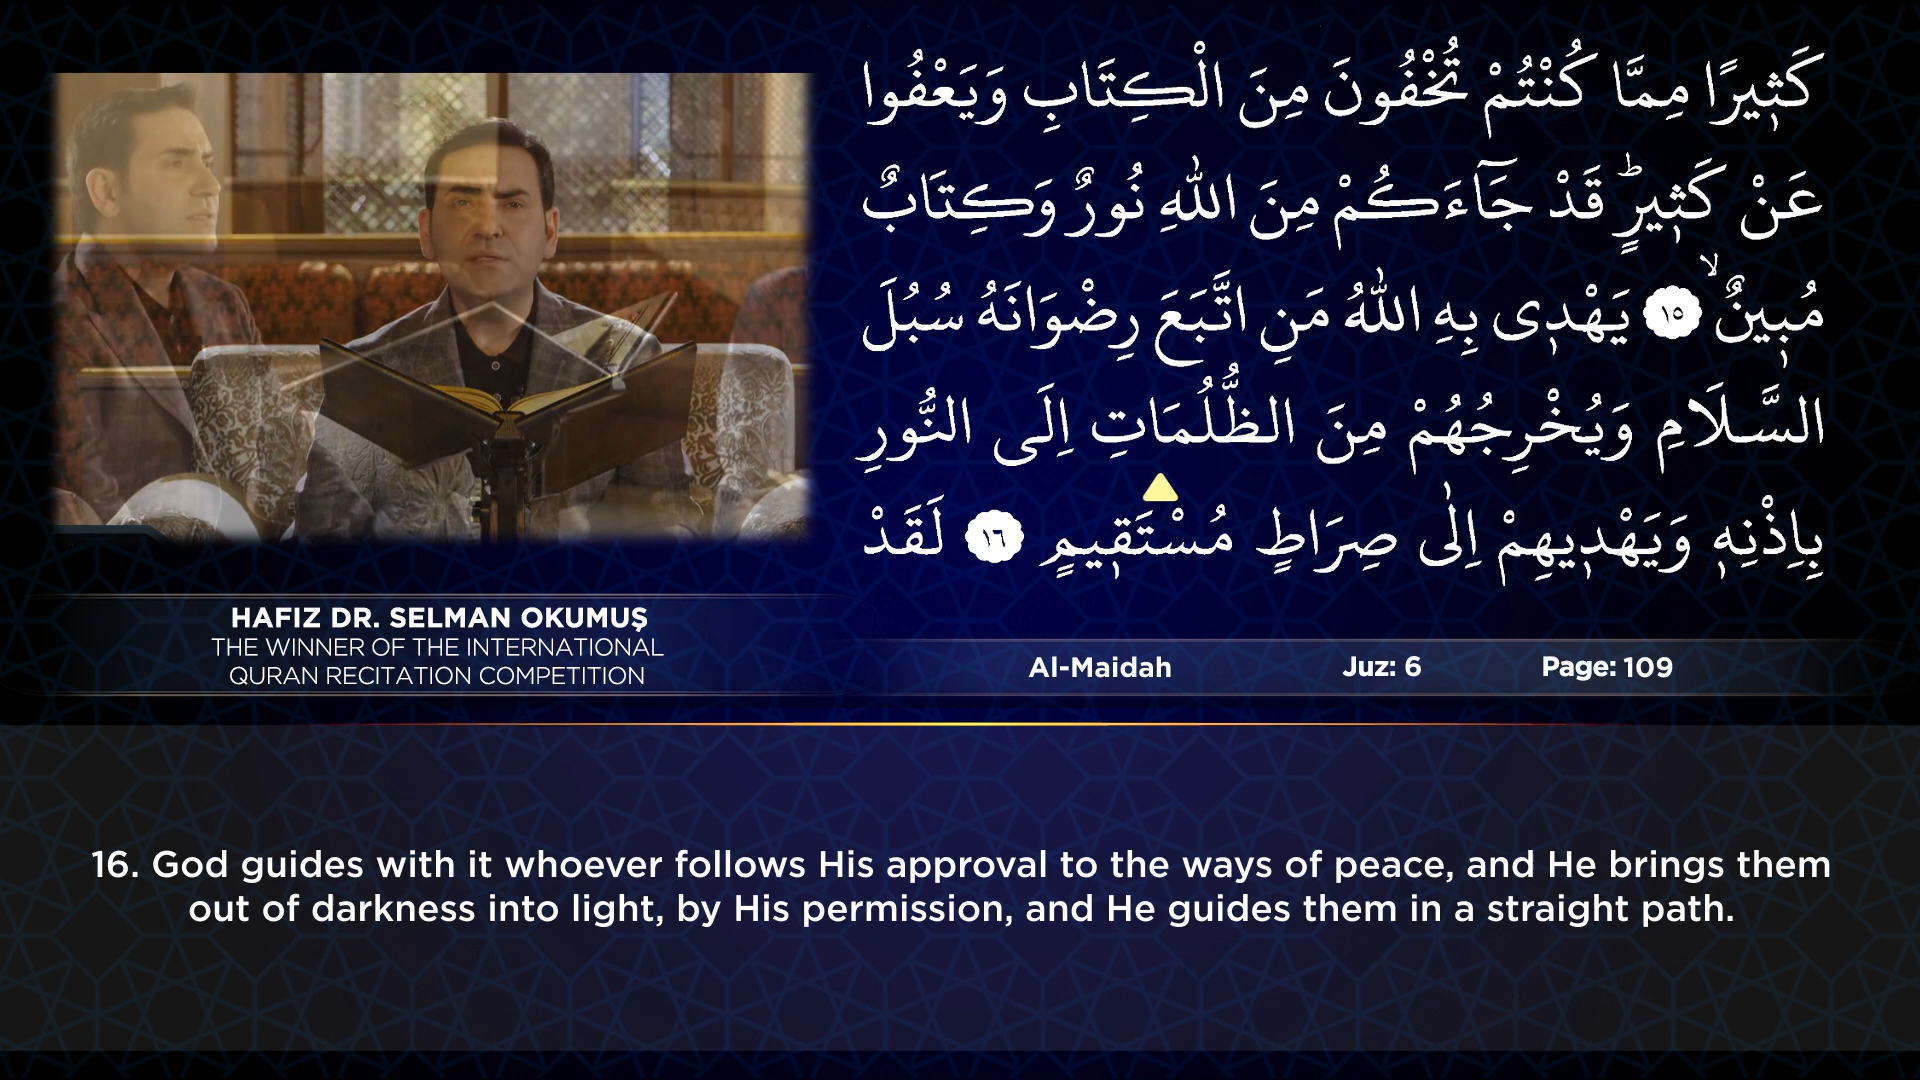 كَثٖيرًا مِمَّا كُنْتُمْ تُخْفُونَ مِنَ الْكِتَابِ وَيَعْفُوا
عَنْ كَثٖيرٍؕ قَدْ جَٓاءَكُمْ مِنَ اللّٰهِ نُورٌ وَكِتَابٌ
مُبٖينٌۙ ﴿١٥﴾ يَهْدٖى بِهِ اللّٰهُ مَنِ اتَّبَعَ رِضْوَانَهُ سُبُلَ
السَّلَامِ وَيُخْرِجُهُمْ مِنَ الظُّلُمَاتِ اِلَى النُّورِ
بِاِذْنِهٖ وَيَهْدٖيهِمْ اِلٰى صِرَاطٍ مُسْتَقٖيمٍ ﴿١٦﴾ لَقَدْ
HAFIZ DR. SELMAN OKUMUŞ
THE WINNER OF THE INTERNATIONAL
QURAN RECITATION COMPETITION
Al-Maidah Juz: 6 Page: 109
16. God guides with it whoever follows His approval to the ways of peace, and He brings them
out of darkness into light, by His permission, and He guides them in a straight path.